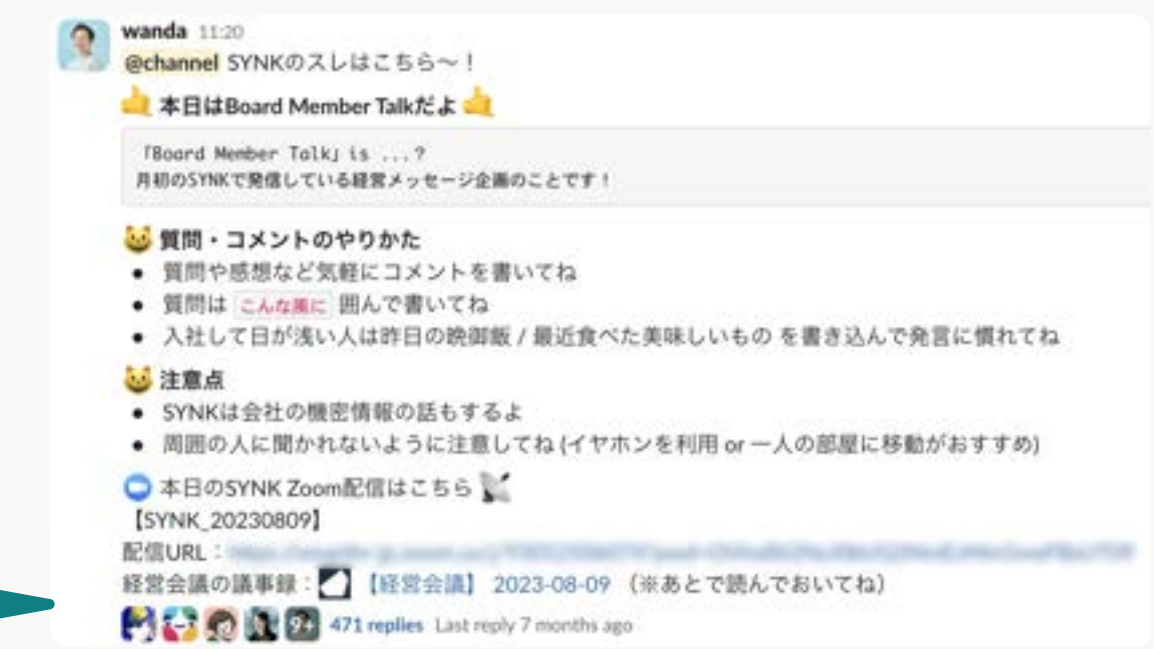 wanda 11:20
@channel SYNKのスレはこちら〜！
本日はBoard Member Talkだよ
「Board Member Talk」is ...?
月初のSYNKで発信している経営メッセージ企画のことです！
質問・コメントのやりかた
• 質問や感想など気軽にコメントを書いてね
• 質問は こんな風に 囲んで書いてね
• 入社して日が浅い人は昨日の晩御飯 / 最近食べた美味しいもの を書き込んで発言に慣れてね
注意点
• SYNKは会社の機密情報の話もするよ
• 周囲の人に聞かれないように注意してね (イヤホンを利用 or 一人の部屋に移動がおすすめ)
本日のSYNK Zoom配信はこちら
【SYNK_20230809】
配信URL：
経営会議の議事録： 【経営会議】 2023-08-09 （※あとで読んでおいてね）
9+ 471 replies Last reply 7 months ago